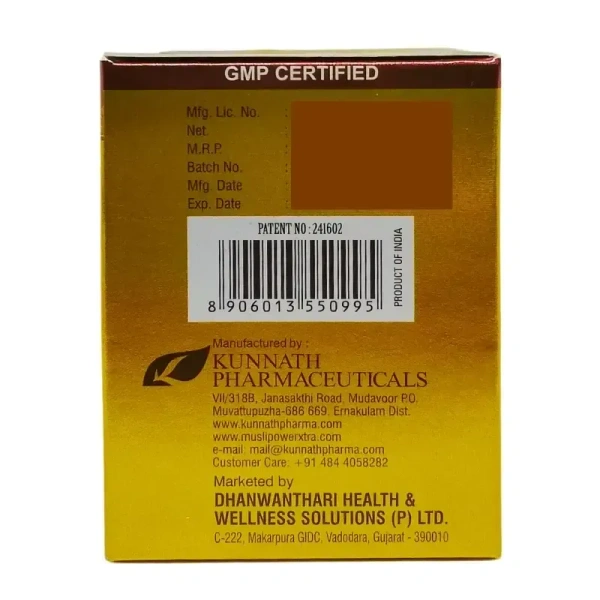 GMP CERTIFIED
Mfg. Lic. No. :
Net. :
M.R.P. :
Batch No. :
Mfg. Date :
Exp. Date :
PATENT NO : 241602
8 906013 550995
PRODUCT OF INDIA
Manufactured by :
KUNNATH
PHARMACEUTICALS
VII/318B, Janasakthi Road, Mudavoor P.O.
Muvattupuzha-686 669. Ernakulam Dist.
www.kunnathpharma.com
www.muslipowerxtra.com
e-mail: mail@kunnathpharma.com
Customer Care: +91 484 4058282
Marketed by
DHANWANTHARI HEALTH &
WELLNESS SOLUTIONS (P) LTD.
C-222, Makarpura GIDC, Vadodara, Gujarat - 390010